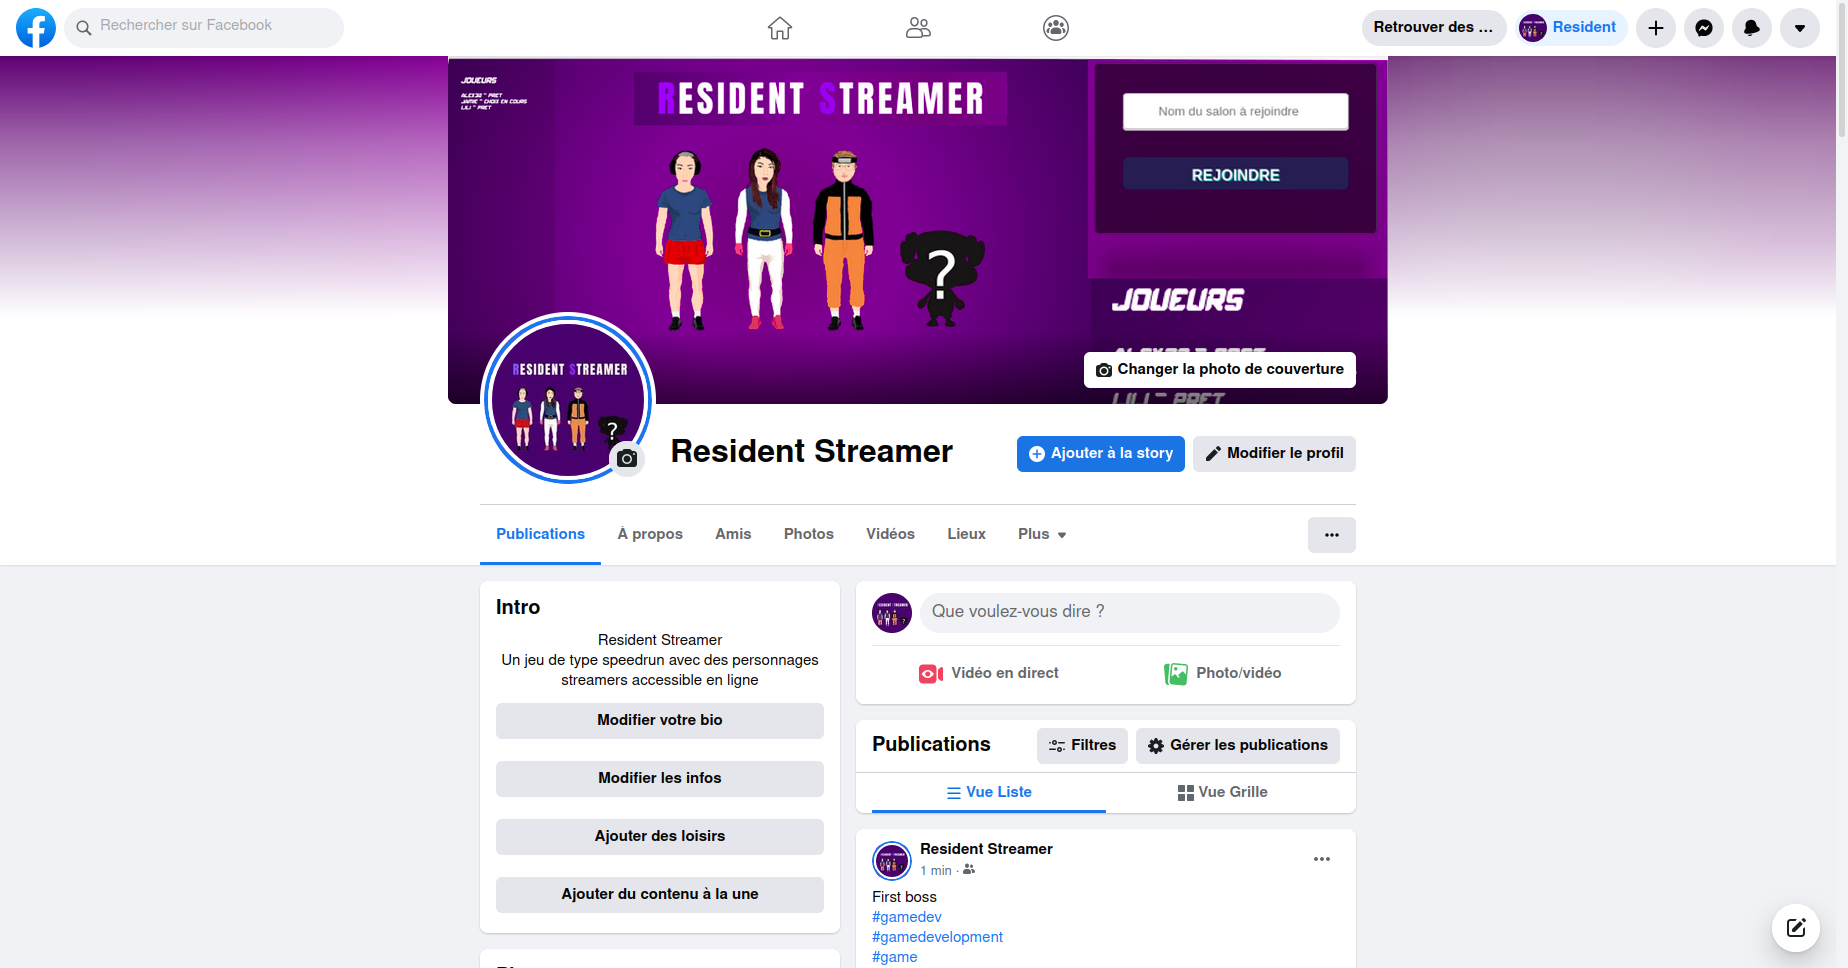 Rechercher sur Facebook
Retrouver des ...
Resident
JOUEURS
ALEX38 - PRET
JAMIE - CHOIX EN COURS
LILI - PRET
RESIDENT STREAMER
Nom du salon à rejoindre
REJOINDRE
?
JOUEURS
Changer la photo de couverture
LILI - PRET
RESIDENT STREAMER
?
Resident Streamer
Ajouter à la story
Modifier le profil
Publications
À propos
Amis
Photos
Vidéos
Lieux
Plus
Intro
Resident Streamer
Un jeu de type speedrun avec des personnages
streamers accessible en ligne
Modifier votre bio
Modifier les infos
Ajouter des loisirs
Ajouter du contenu à la une
Que voulez-vous dire ?
Vidéo en direct
Photo/vidéo
Publications
Filtres
Gérer les publications
Vue Liste
Vue Grille
Resident Streamer
1 min ·
First boss
#gamedev
#gamedevelopment
#game